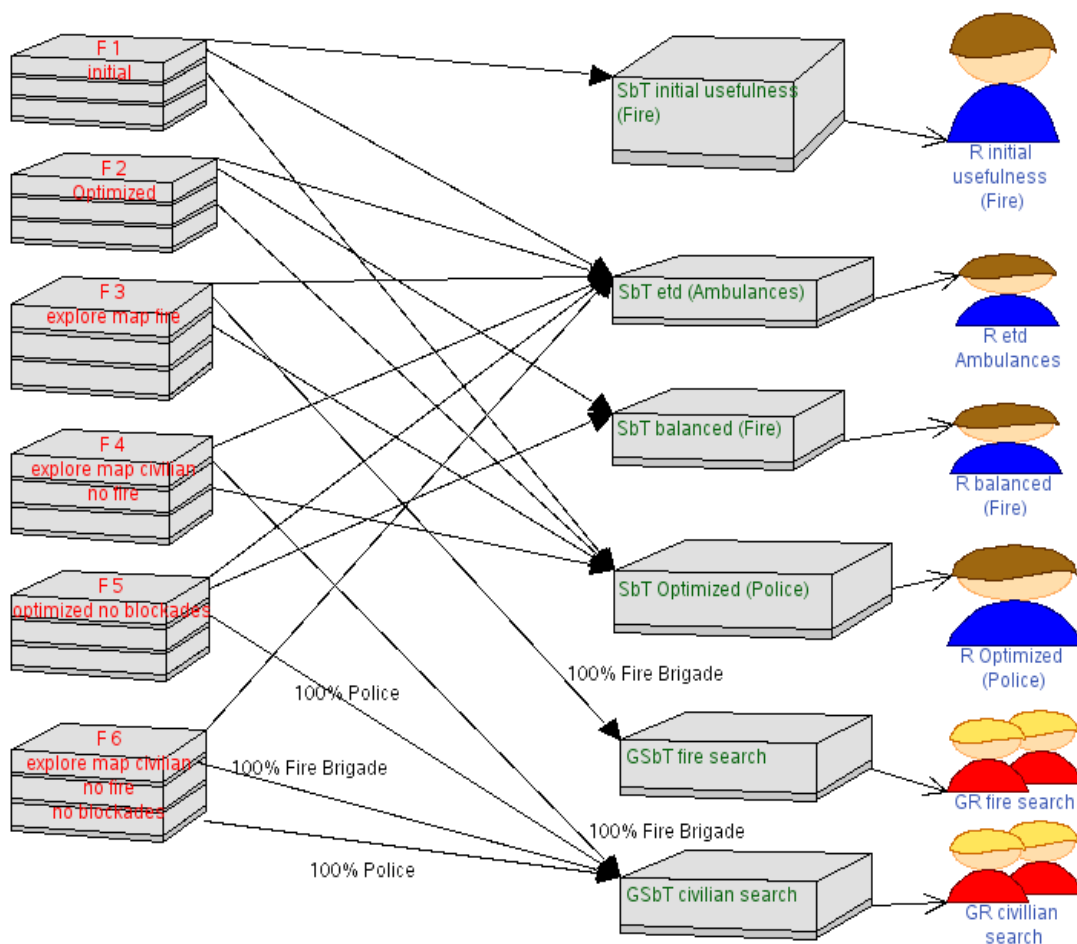 F 1
initial
F 2
Optimized
F 3
explore map fire
F 4
explore map civilian
no fire
F 5
optimized no blockades
F 6
explore map civilian
no fire
no blockades
100% Police
100% Fire Brigade
100% Fire Brigade
100% Fire Brigade
100% Police
SbT initial usefulness
(Fire)
SbT etd (Ambulances)
SbT balanced (Fire)
SbT Optimized (Police)
GSbT fire search
GSbT civilian search
R initial
usefulness
(Fire)
R etd
Ambulances
R balanced
(Fire)
R Optimized
(Police)
GR fire search
GR civillian
search